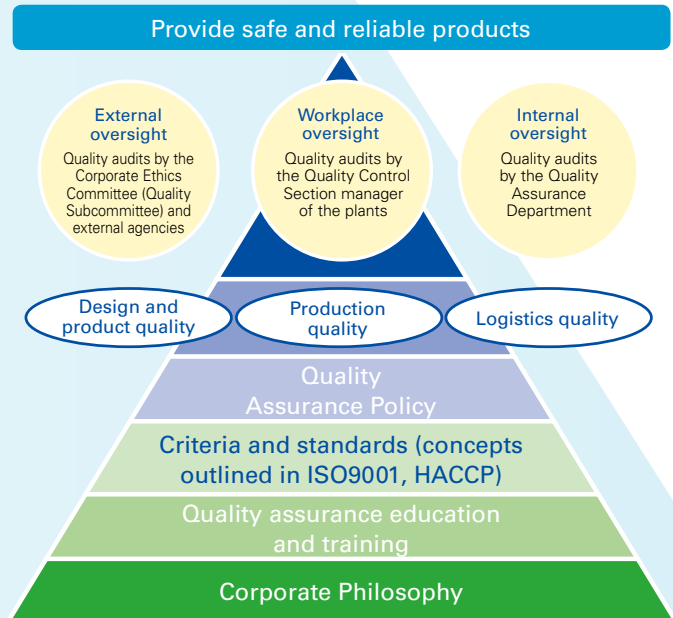 Provide safe and reliable products
External
oversight
Quality audits by the
Corporate Ethics
Committee (Quality
Subcommittee) and
external agencies
Workplace
oversight
Quality audits by
the Quality Control
Section manager
of the plants
Internal
oversight
Quality audits
by the Quality
Assurance
Department
Design and
product quality
Production
quality
Logistics quality
Quality
Assurance Policy
Criteria and standards (concepts
outlined in ISO9001, HACCP)
Quality assurance education
and training
Corporate Philosophy